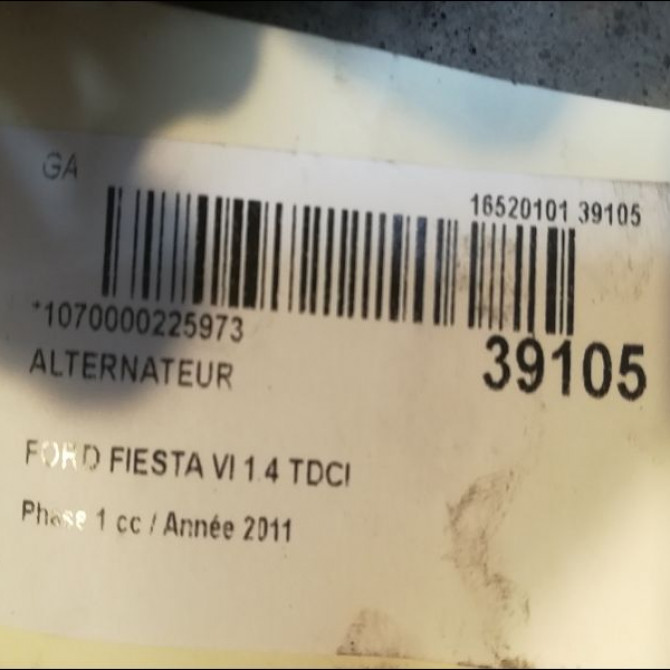 GA
16520101 39105
*1070000225973
39105
ALTERNATEUR
FORD FIESTA VI 1.4 TDCI
Phase 1 cc / Année 2011